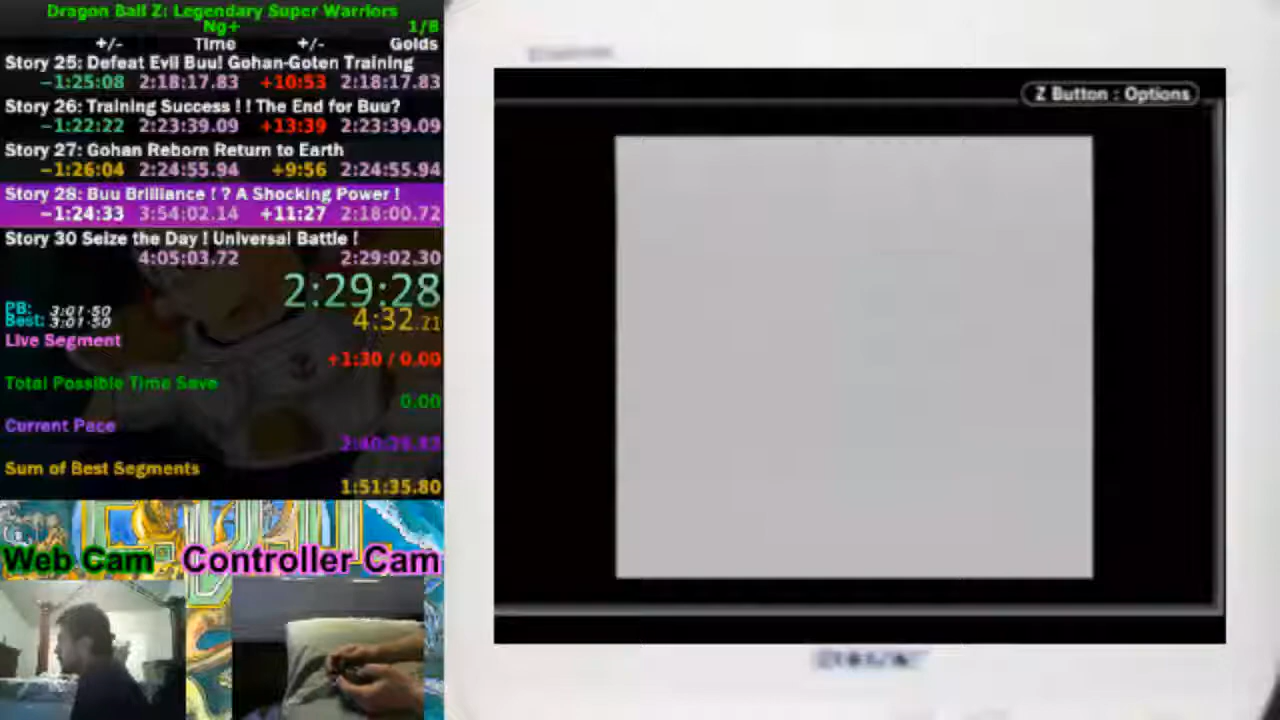 Dragon Ball Z: Legendary Super Warriors
Ng+ 1/8
+/- Time +/- Golds
Story 25: Defeat Evil Buu! Gohan-Goten Training
-1:25:08 2:18:17.83 +10:53 2:18:17.83
Story 26: Training Success ! ! The End for Buu?
-1:22:22 2:23:39.09 +13:39 2:23:39.09
Story 27: Gohan Reborn Return to Earth
-1:26:04 2:24:55.94 +9:56 2:24:55.94
Story 28: Buu Brilliance ! ? A Shocking Power !
-1:24:33 3:54:02.14 +11:27 2:18:00.72
Story 30 Seize the Day ! Universal Battle !
4:05:03.72 2:29:02.30
2:29:28
PB: 3:01:50
Best: 3:01:50
4:32.71
Live Segment
+1:30 / 0.00
Total Possible Time Save
0.00
Current Pace
Sum of Best Segments
1:51:35.80
Web Cam Controller Cam
Z Button : Options